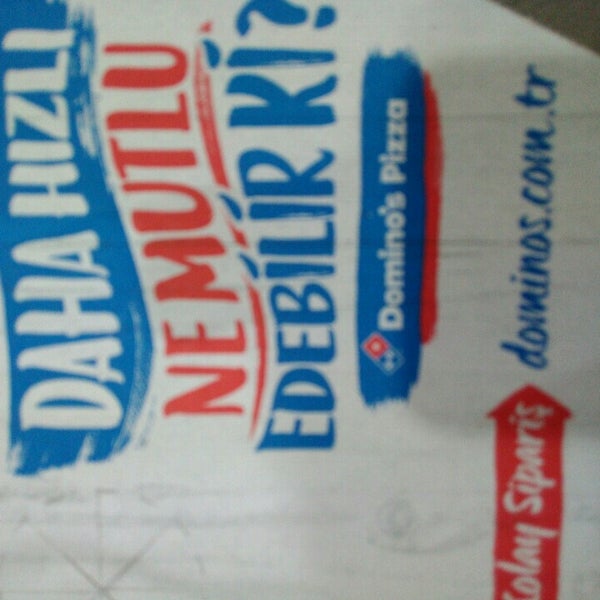 DAHA HIZLI
NE MUTLU
EDEBİLİR Kİ?
Domino's Pizza
Kolay Sipariş
dominos.com.tr